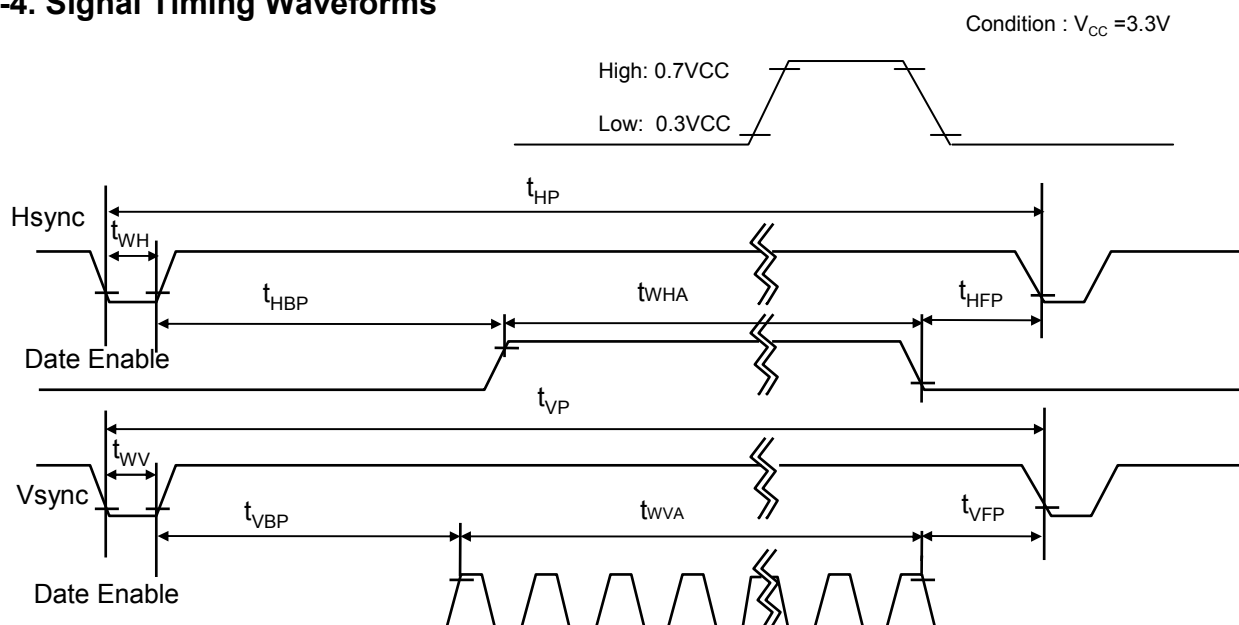 -4. Signal Timing Waveforms
Condition : VCC =3.3V
High: 0.7VCC
Low: 0.3VCC
tHP
Hsync
tWH
tHBP
tWHA
tHFP
Date Enable
tVP
tWV
Vsync
tVBP
tWVA
tVFP
Date Enable